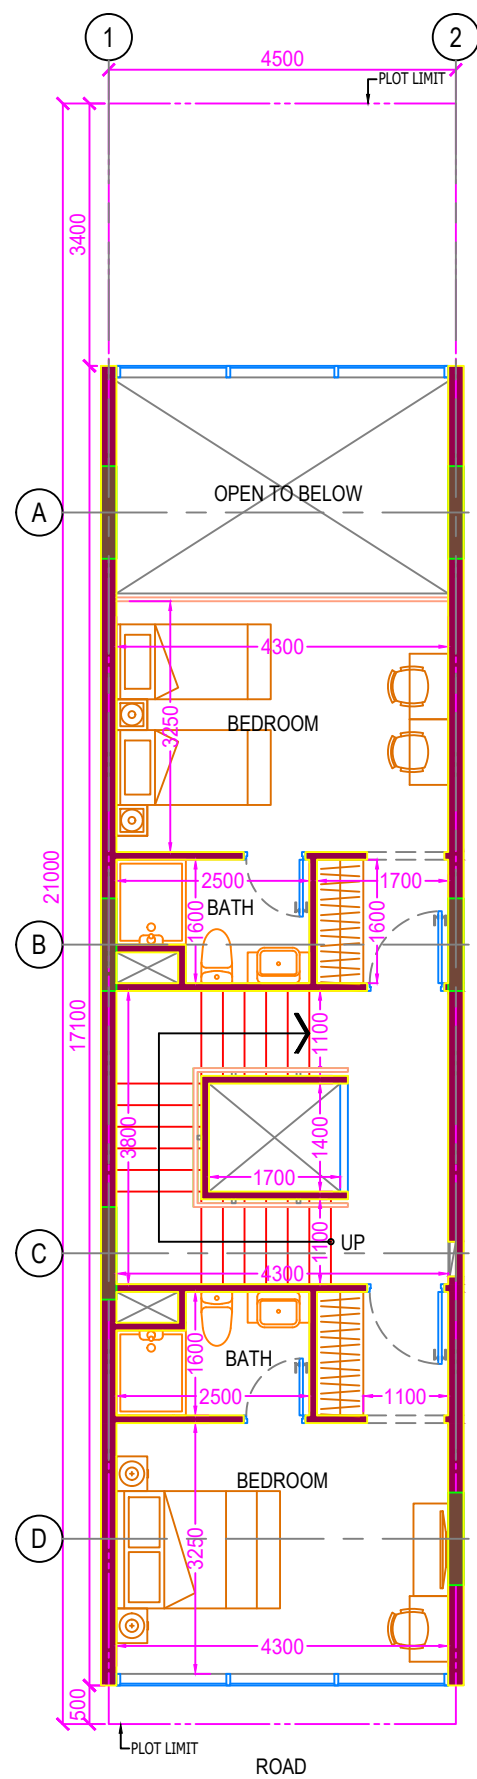 1
2
4500
PLOT LIMIT
3400
OPEN TO BELOW
A
4300
3250
BEDROOM
21000
2500
1700
1600
BATH
1600
B
17100
1100
3800
1400
1700
1100
UP
C
4300
1600
BATH
2500
1100
BEDROOM
D
3250
4300
500
PLOT LIMIT
ROAD